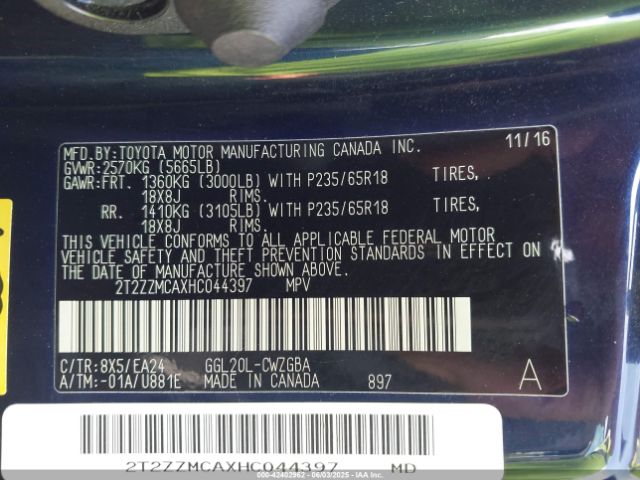 MFD.BY:TOYOTA MOTOR MANUFACTURING CANADA INC. 11/16
GVWR:2570KG (5665LB)
GAWR:FRT. 1360KG (3000LB) WITH P235/65R18 TIRES,
18X8J RIMS.
RR. 1410KG (3105LB) WITH P235/65R18 TIRES,
18X8J RIMS.
THIS VEHICLE CONFORMS TO ALL APPLICABLE FEDERAL MOTOR
VEHICLE SAFETY AND THEFT PREVENTION STANDARDS IN EFFECT ON
THE DATE OF MANUFACTURE SHOWN ABOVE.
2T2ZZMCAXHC044397 MPV
C/TR:8X5/EA24 GGL20L-CWZGBA
A/TM:-01A/U881E MADE IN CANADA 897 A
2T2ZZMCAXHC044397 MD
000-42402962 - 06/03/2025 - IAA